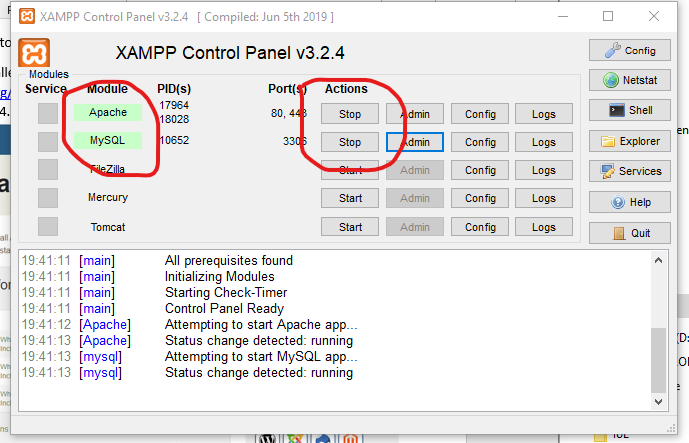 XAMPP Control Panel v3.2.4 [ Compiled: Jun 5th 2019 ]
XAMPP Control Panel v3.2.4
Config
Modules
Service Module PID(s) Port(s) Actions
Netstat
Apache 17964 18028 80, 443 Stop Admin Config Logs
Shell
MySQL 10652 3306 Stop Admin Config Logs
Explorer
FileZilla Start Admin Config Logs
Services
Mercury Start Admin Config Logs
Help
Tomcat Start Admin Config Logs
Quit
19:41:11 [main] All prerequisites found
19:41:11 [main] Initializing Modules
19:41:11 [main] Starting Check-Timer
19:41:11 [main] Control Panel Ready
19:41:12 [Apache] Attempting to start Apache app...
19:41:13 [Apache] Status change detected: running
19:41:13 [mysql] Attempting to start MySQL app...
19:41:13 [mysql] Status change detected: running